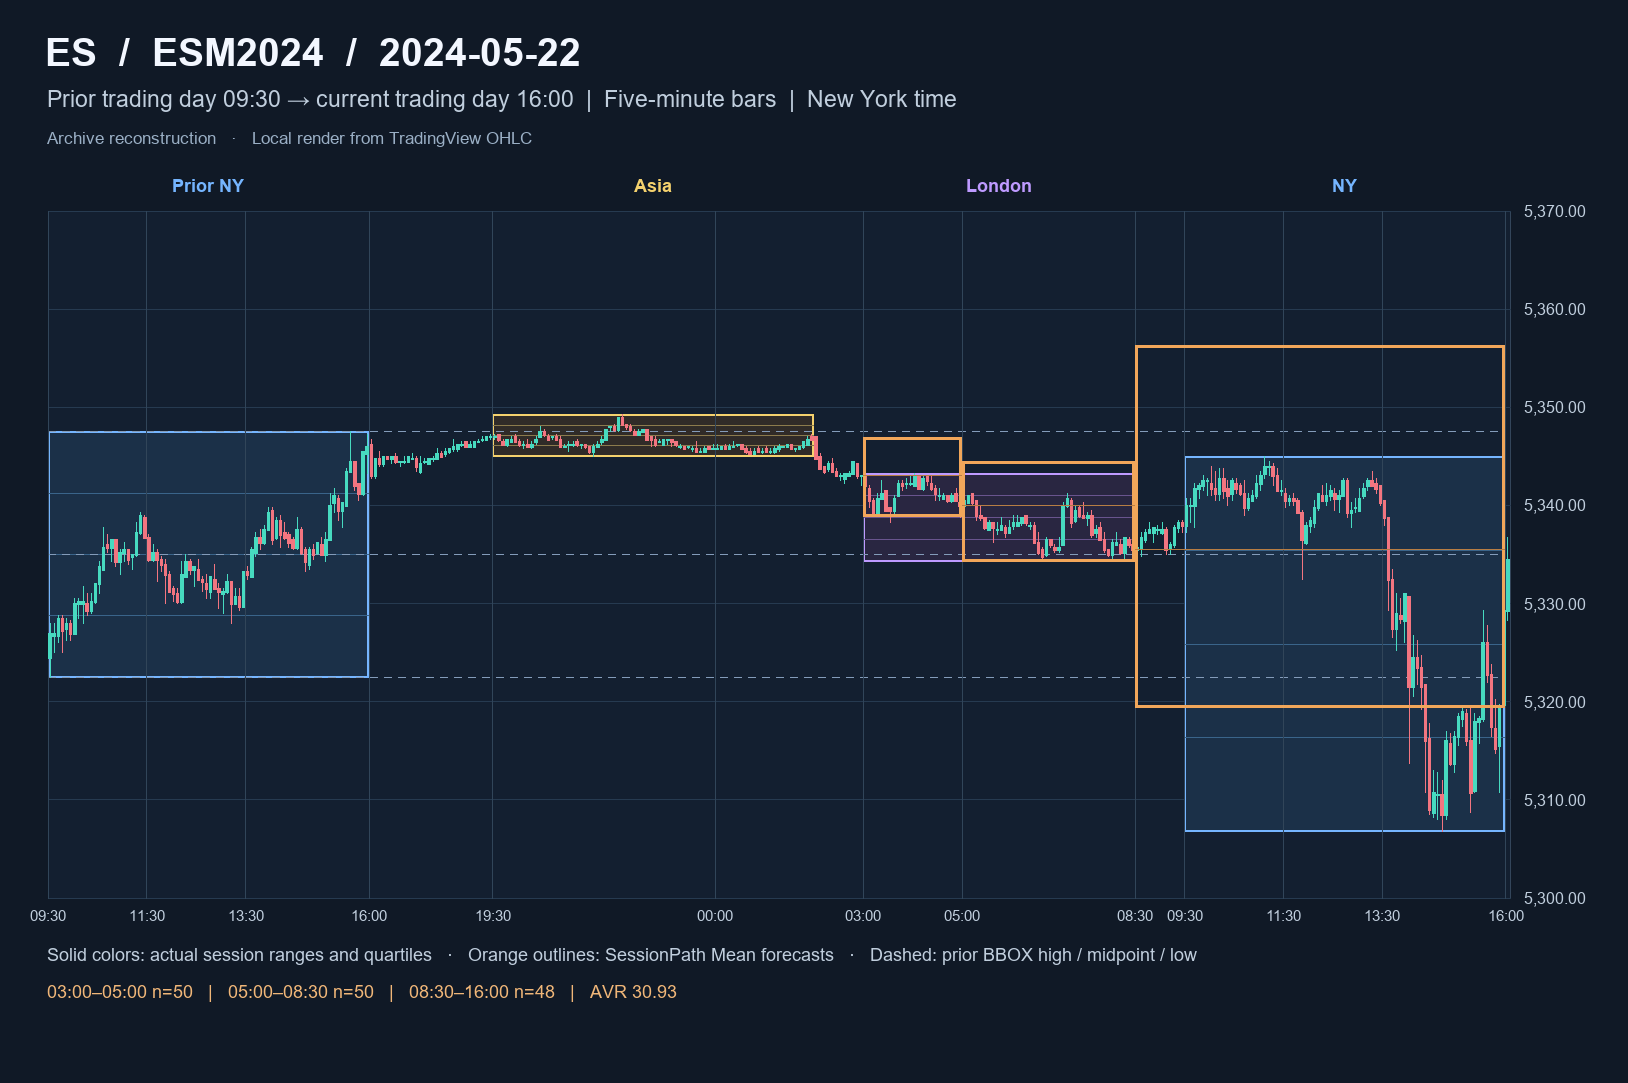 ES / ESM2024 / 2024-05-22
Prior trading day 09:30 → current trading day 16:00 | Five-minute bars | New York time
Archive reconstruction · Local render from TradingView OHLC
Prior NY Asia London NY
5,370.00
5,360.00
5,350.00
5,340.00
5,330.00
5,320.00
5,310.00
5,300.00
09:30 11:30 13:30 16:00 19:30 00:00 03:00 05:00 08:30 09:30 11:30 13:30 16:00
Solid colors: actual session ranges and quartiles · Orange outlines: SessionPath Mean forecasts · Dashed: prior BBOX high / midpoint / low
03:00–05:00 n=50 | 05:00–08:30 n=50 | 08:30–16:00 n=48 | AVR 30.93